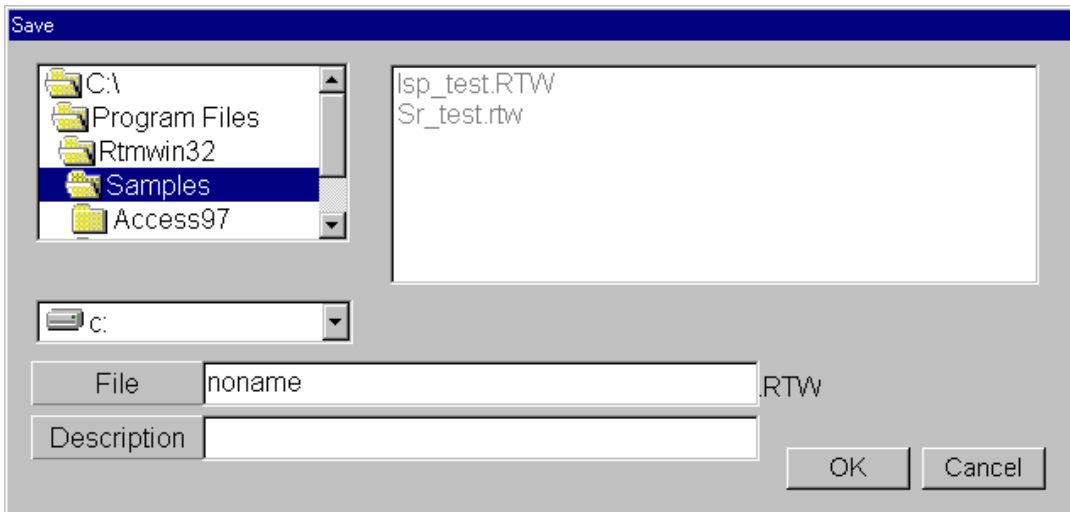 Save
C:\
Program Files
Rtmwin32
Samples
Access97
lsp_test.RTW
Sr_test.rtw
c:
File noname .RTW
Description
OK Cancel